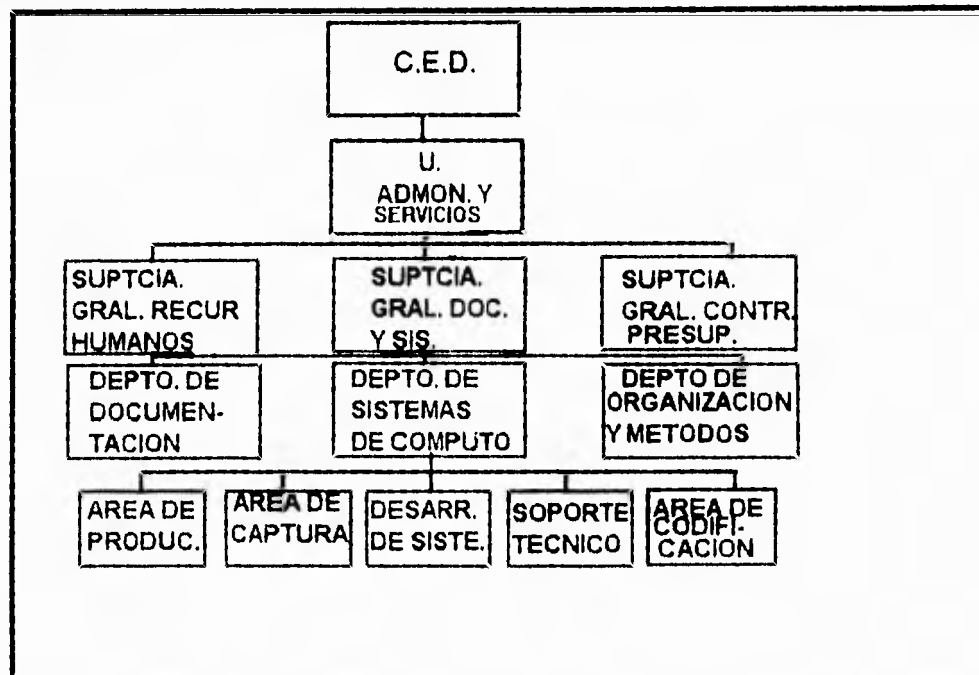 C.E.D.
U.
ADMON. Y
SERVICIOS
SUPTCIA.
GRAL. RECUR
HUMANOS
SUPTCIA.
GRAL. DOC.
Y SIS.
SUPTCIA.
GRAL. CONTR.
PRESUP.
DEPTO. DE
DOCUMEN-
TACION
DEPTO. DE
SISTEMAS
DE COMPUTO
DEPTO DE
ORGANIZACION
Y METODOS
AREA DE
PRODUC.
AREA DE
CAPTURA
DESARR.
DE SISTE.
SOPORTE
TECNICO
AREA DE
CODIFI-
CACION